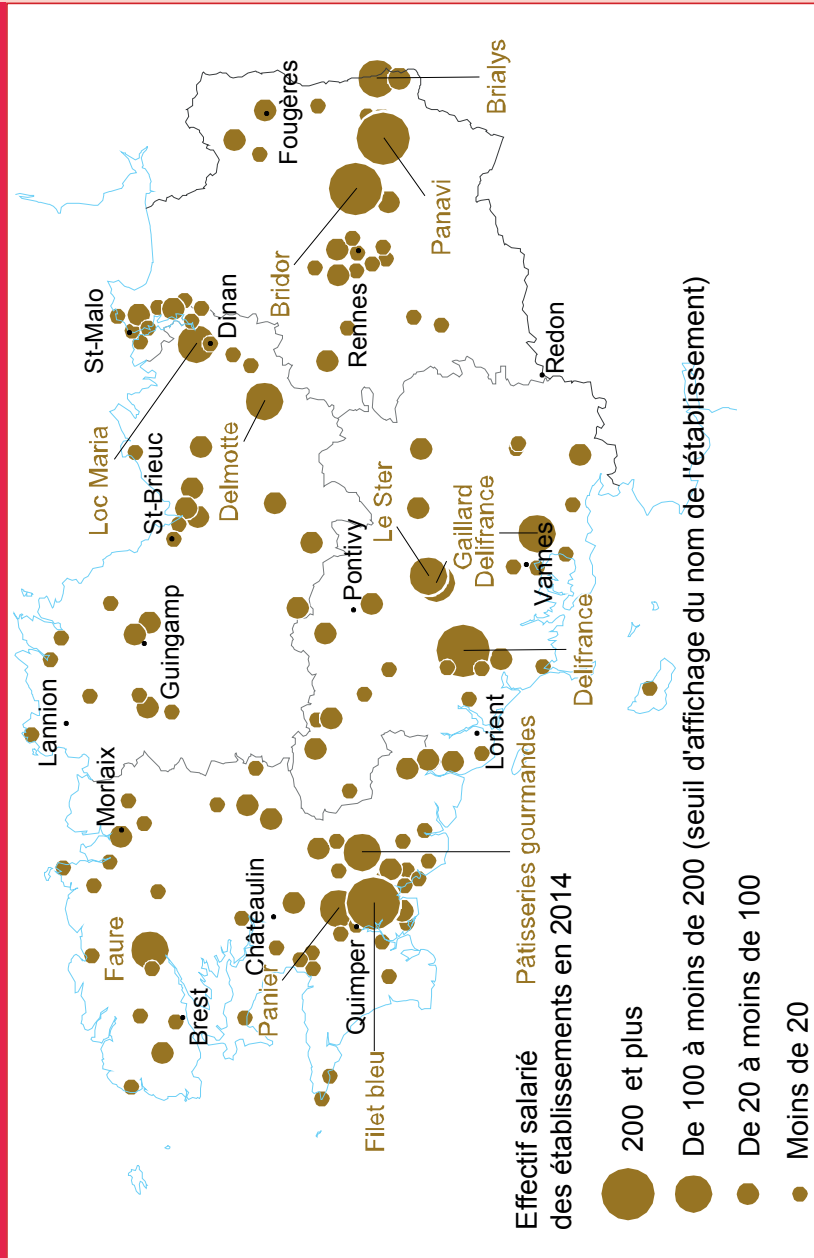 Lannion
St-Malo
Morlaix
Loc Maria
Faure
Guingamp
St-Brieuc
Dinan
Fougères
Brest
Delmotte
Bridor
Châteaulin
Panier
Pontivy
Rennes
Quimper
Le Ster
Panavi
Brialys
Filet bleu
Gaillard
Delifrance
Lorient
Vannes
Redon
Pâtisseries gourmandes
Delifrance
Effectif salarié
des établissements en 2014
200 et plus
De 100 à moins de 200 (seuil d'affichage du nom de l'établissement)
De 20 à moins de 100
Moins de 20